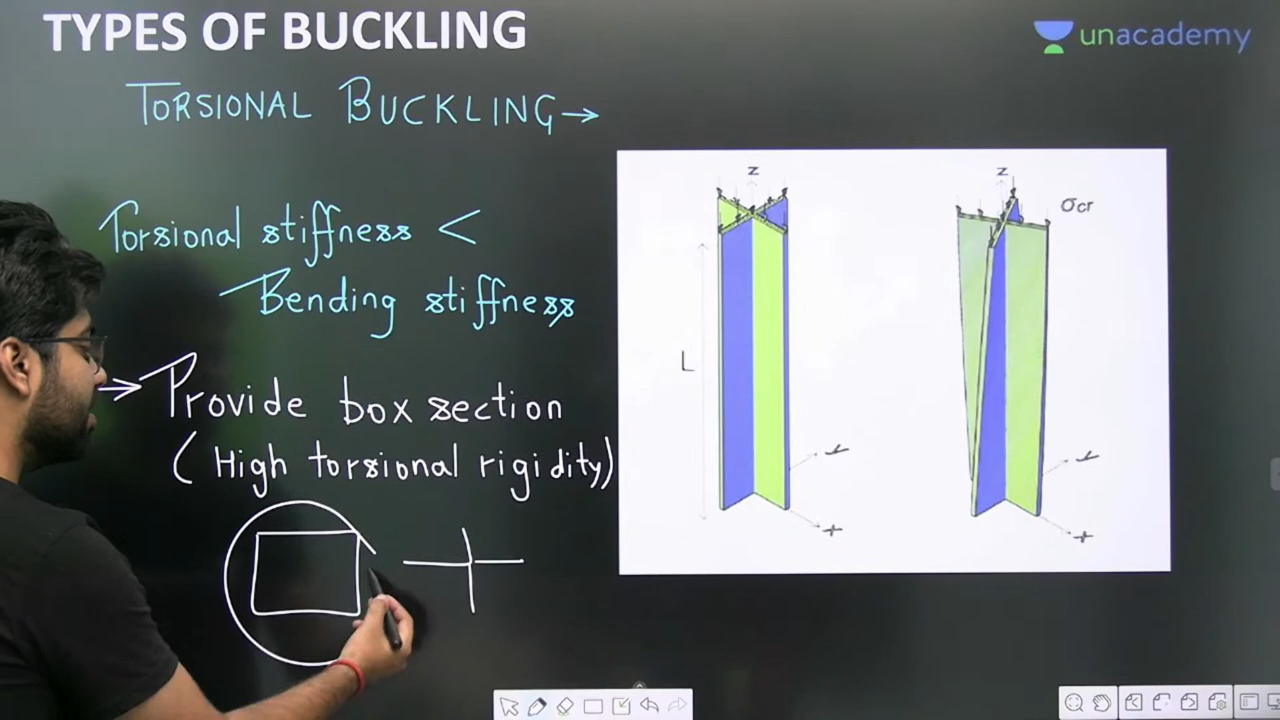 TYPES OF BUCKLING
unacademy
TORSIONAL BUCKLING→
Torsional stiffness <
Bending stiffness
→ Provide box section
(High torsional rigidity)
z
z
σcr
L
y
x
y
x